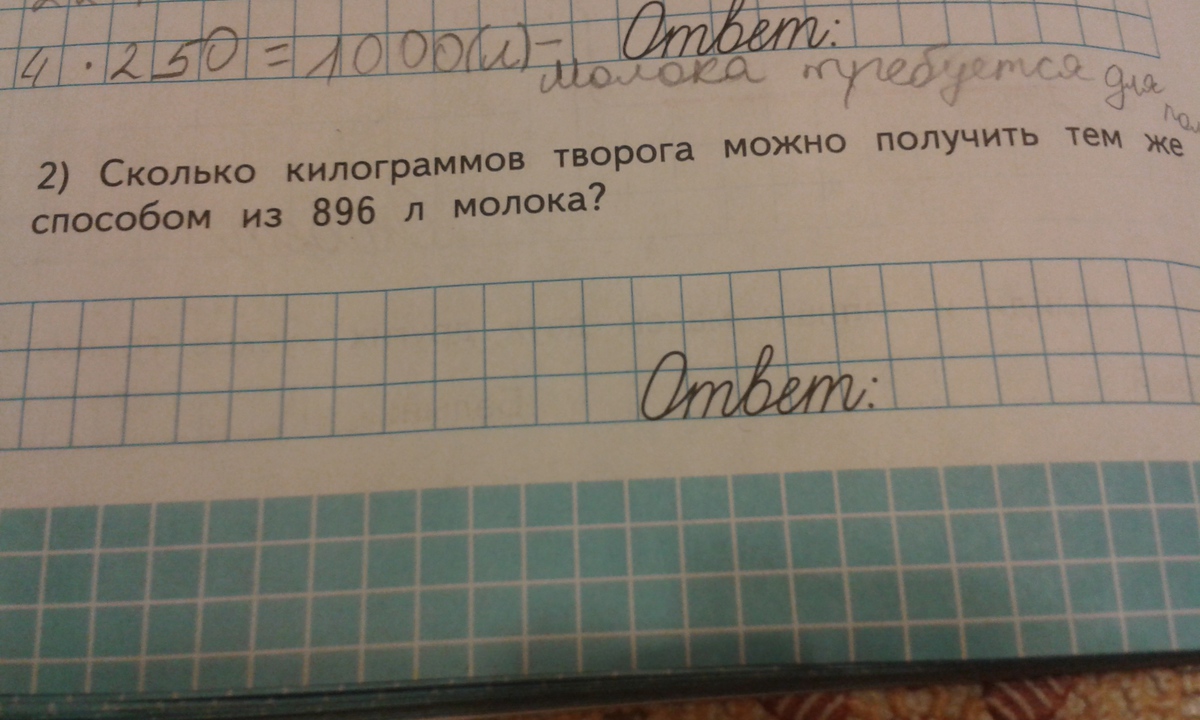 4 · 250 = 1000(л)– Ответ:
молока требуется для
2) Сколько килограммов творога можно получить тем же
способом из 896 л молока?
Ответ: